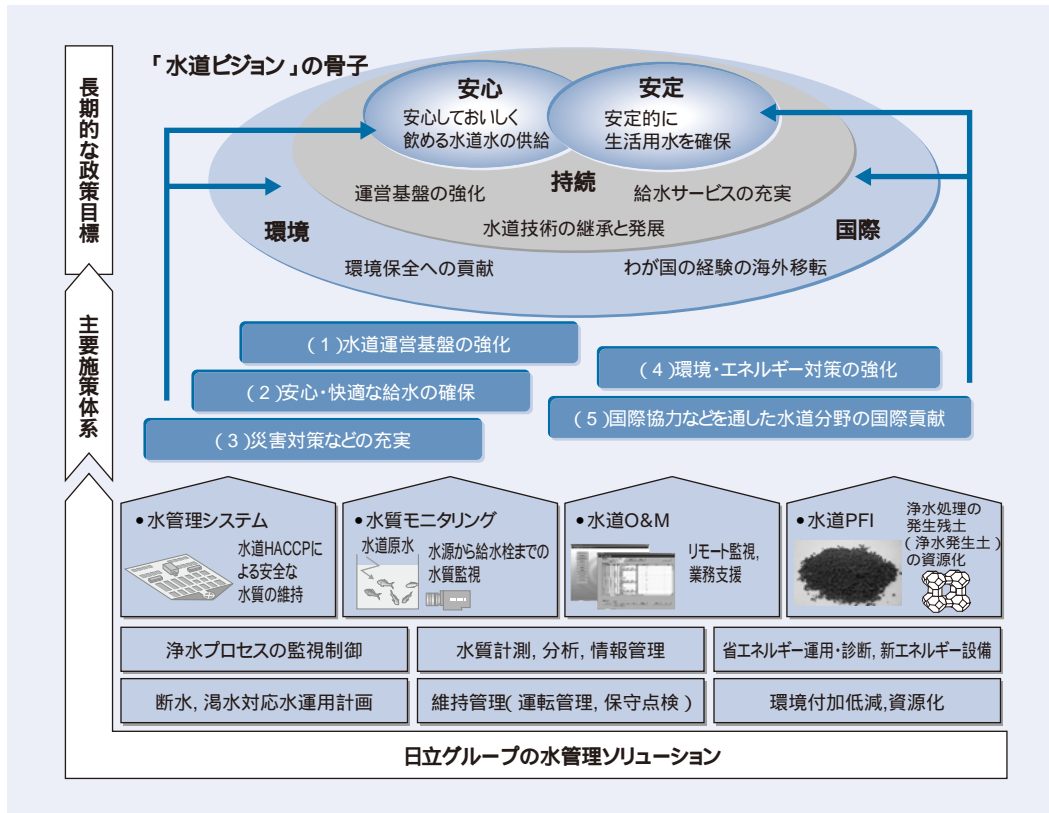 「水道ビジョン」の骨子
長期的な政策目標
安心
安心しておいしく
飲める水道水の供給
安定
安定的に
生活用水を確保
運営基盤の強化
持続
給水サービスの充実
水道技術の継承と発展
環境
国際
環境保全への貢献
わが国の経験の海外移転
主要施策体系
(1)水道運営基盤の強化
(2)安心・快適な給水の確保
(3)災害対策などの充実
(4)環境・エネルギー対策の強化
(5)国際協力などを通した水道分野の国際貢献
•水管理システム
水道HACCPに
よる安全な
水質の維持
•水質モニタリング
水道原水
水源から給水栓までの
水質監視
•水道O&M
リモート監視,
業務支援
•水道PFI
浄水処理の
発生残土
(浄水発生土)
の資源化
浄水プロセスの監視制御
水質計測, 分析, 情報管理
省エネルギー運用・診断, 新エネルギー設備
断水, 渇水対応水運用計画
維持管理(運転管理, 保守点検)
環境付加低減,資源化
日立グループの水管理ソリューション